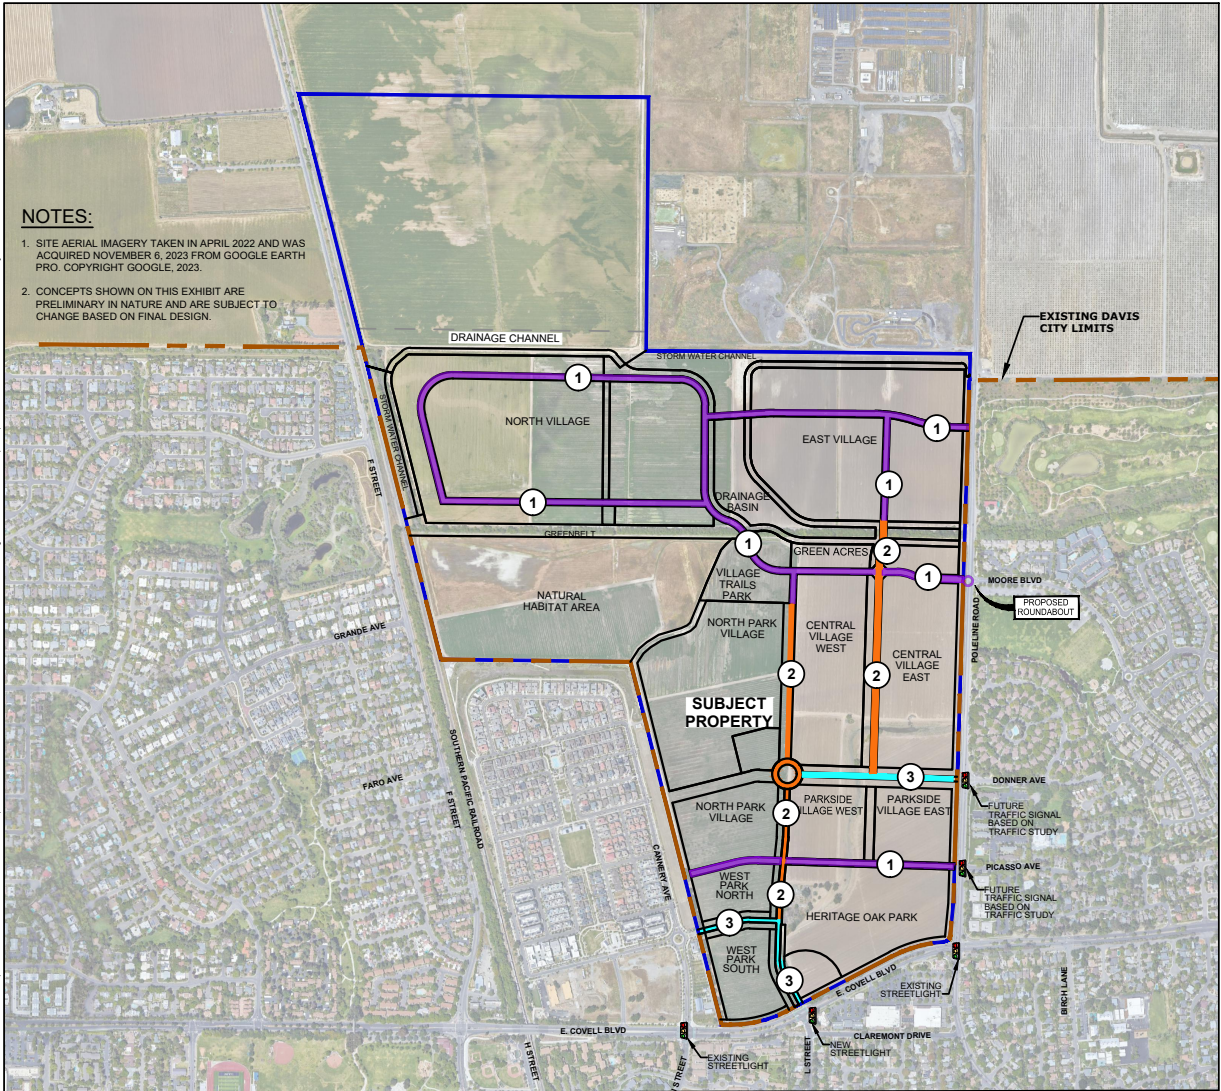 NOTES:
1. SITE AERIAL IMAGERY TAKEN IN APRIL 2022 AND WAS
ACQUIRED NOVEMBER 6, 2023 FROM GOOGLE EARTH
PRO. COPYRIGHT GOOGLE, 2023.
2. CONCEPTS SHOWN ON THIS EXHIBIT ARE
PRELIMINARY IN NATURE AND ARE SUBJECT TO
CHANGE BASED ON FINAL DESIGN.
EXISTING DAVIS
CITY LIMITS
DRAINAGE CHANNEL
STORM WATER CHANNEL
1
STORM WATER CHANNEL
NORTH VILLAGE
EAST VILLAGE
1
F STREET
1
1
DRAINAGE
BASIN
GREENBELT
1
GREEN ACRES
2
VILLAGE
TRAILS
PARK
1
MOORE BLVD
PROPOSED
ROUNDABOUT
NATURAL
HABITAT AREA
NORTH PARK
VILLAGE
CENTRAL
VILLAGE
WEST
POLELINE ROAD
GRANDE AVE
CENTRAL
VILLAGE
EAST
2
2
SUBJECT
PROPERTY
SOUTHERN PACIFIC RAILROAD
F STREET
FARO AVE
3
DONNER AVE
NORTH PARK
VILLAGE
2
PARKSIDE
ILLAGE WEST
PARKSIDE
VILLAGE EAST
FUTURE
TRAFFIC SIGNAL
BASED ON
TRAFFIC STUDY
CANNERY AVE
1
PICASSO AVE
WEST
PARK
NORTH
2
FUTURE
TRAFFIC SIGNAL
BASED ON
TRAFFIC STUDY
3
HERITAGE OAK PARK
WEST
PARK
SOUTH
3
E. COVELL BLVD
EXISTING
STREETLIGHT
BIRCH LANE
E. COVELL BLVD
CLAREMONT DRIVE
H STREET
EXISTING
STREETLIGHT
STREET
L STREET
NEW
STREETLIGHT